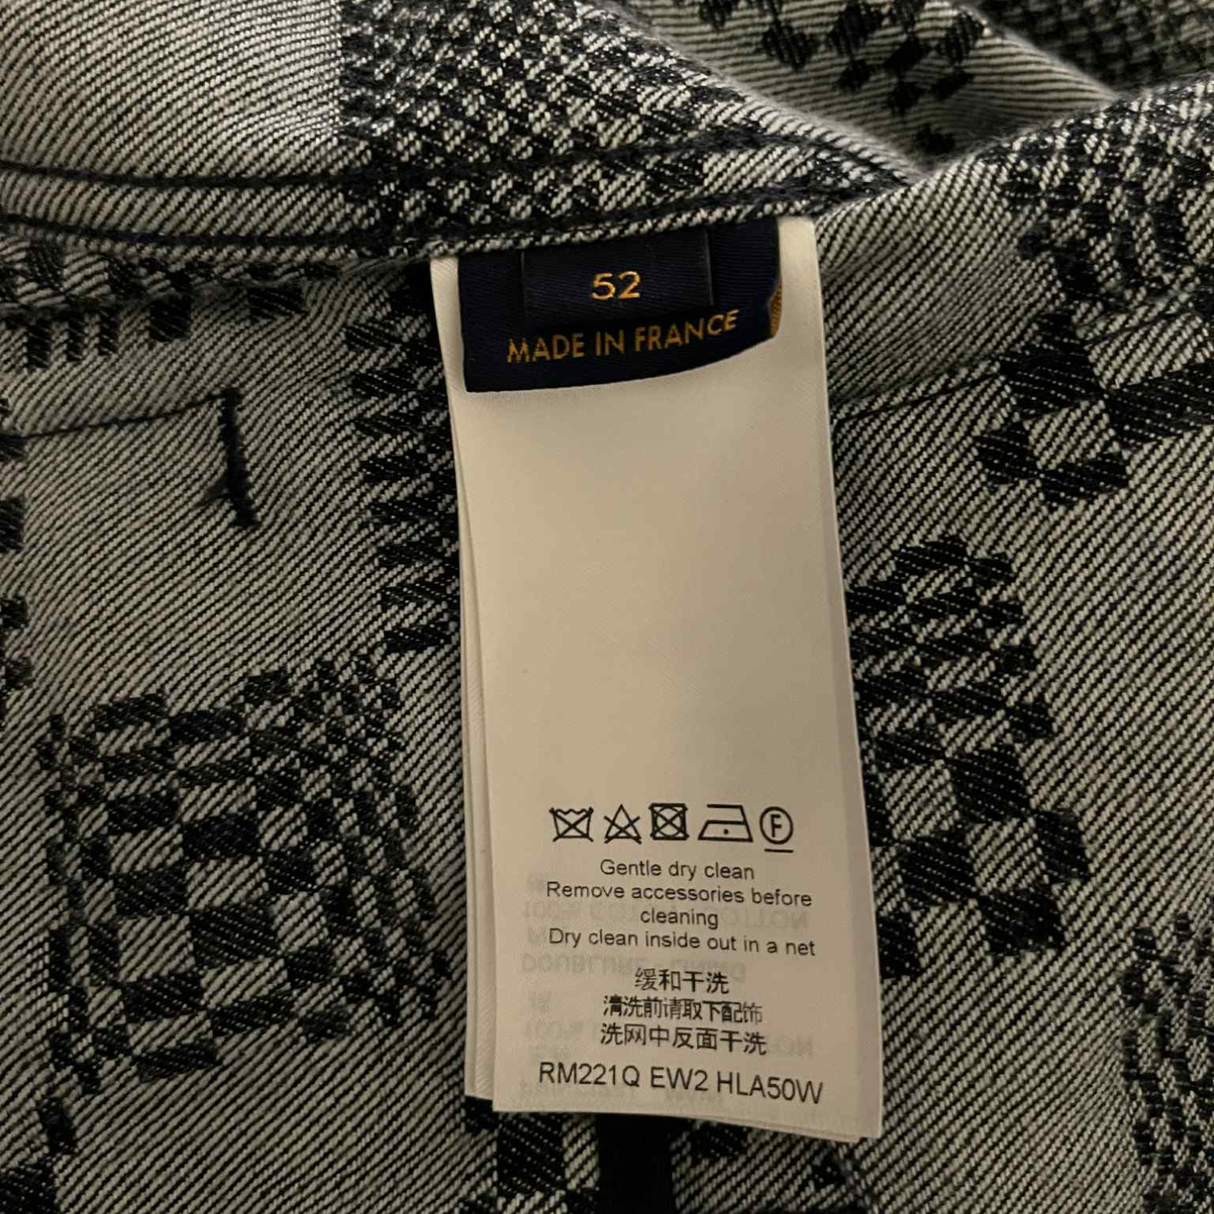 52
MADE IN FRANCE
F
Gentle dry clean
Remove accessories before
cleaning
Dry clean inside out in a net
缓和干洗
清洗前请取下配饰
洗网中反面干洗
RM221Q EW2 HLA50W